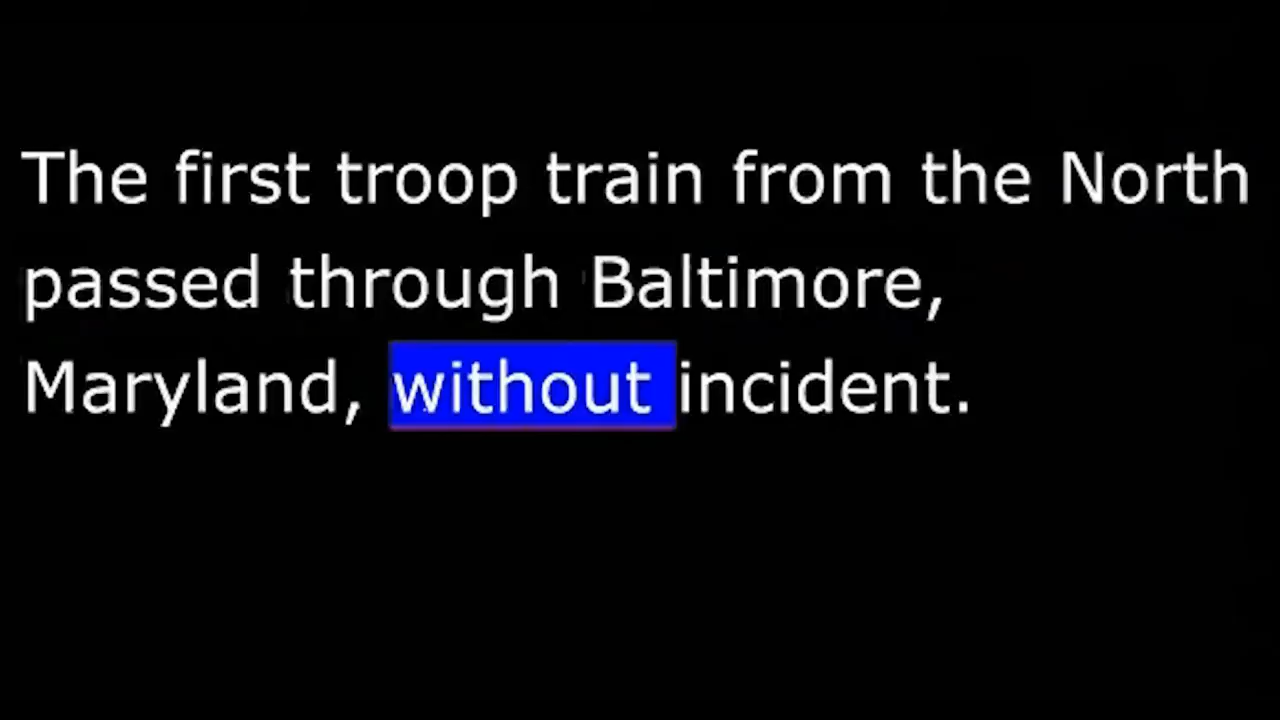 The first troop train from the North
passed through Baltimore,
Maryland, without incident.